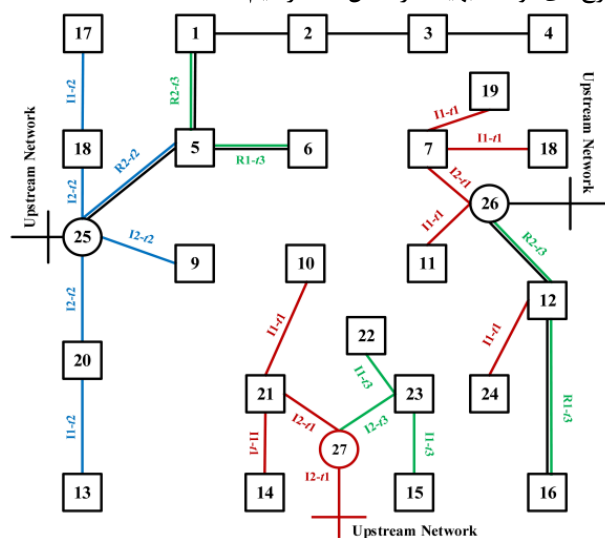 17
1
2
3
4
I1-t2
R2-t3
19
Upstream Network
I1-t1
18
R2-t2
5
R1-t3
6
7
I1-t1
18
Upstream Network
I2-t2
I2-t1
26
25
I2-t2
9
10
I1-t1
11
R2-t3
I2-t2
12
I1-t1
22
I1-t1
20
I1-t3
21
I2-t1
23
24
R1-t3
I1-t2
I1-t1
I2-t3
27
I1-t3
13
14
I2-t1
15
16
Upstream Network